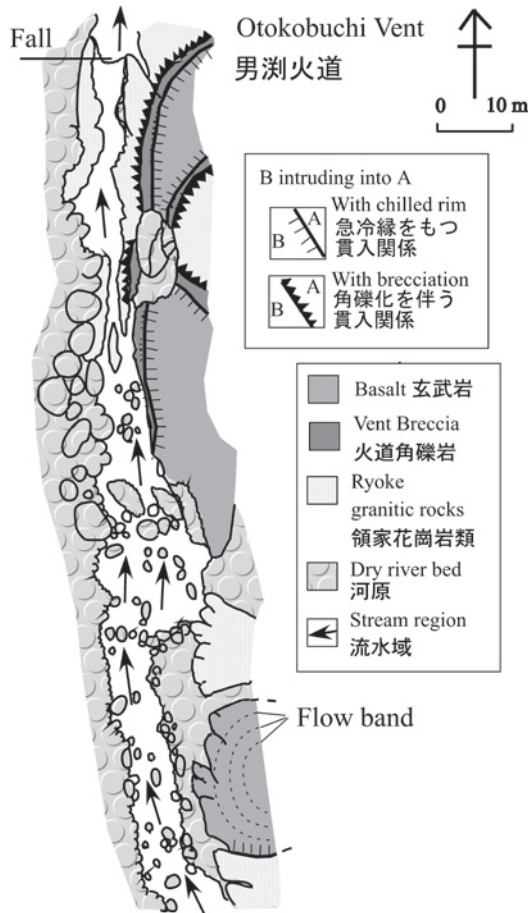 Fall
Otokobuchi Vent
男渕火道
0 10 m
B intruding into A
A
B
With chilled rim
急冷縁をもつ
貫入関係
A
B
With brecciation
角礫化を伴う
貫入関係
Basalt 玄武岩
Vent Breccia
火道角礫岩
Ryoke
granitic rocks
領家花崗岩類
Dry river bed
河原
Stream region
流水域
Flow band